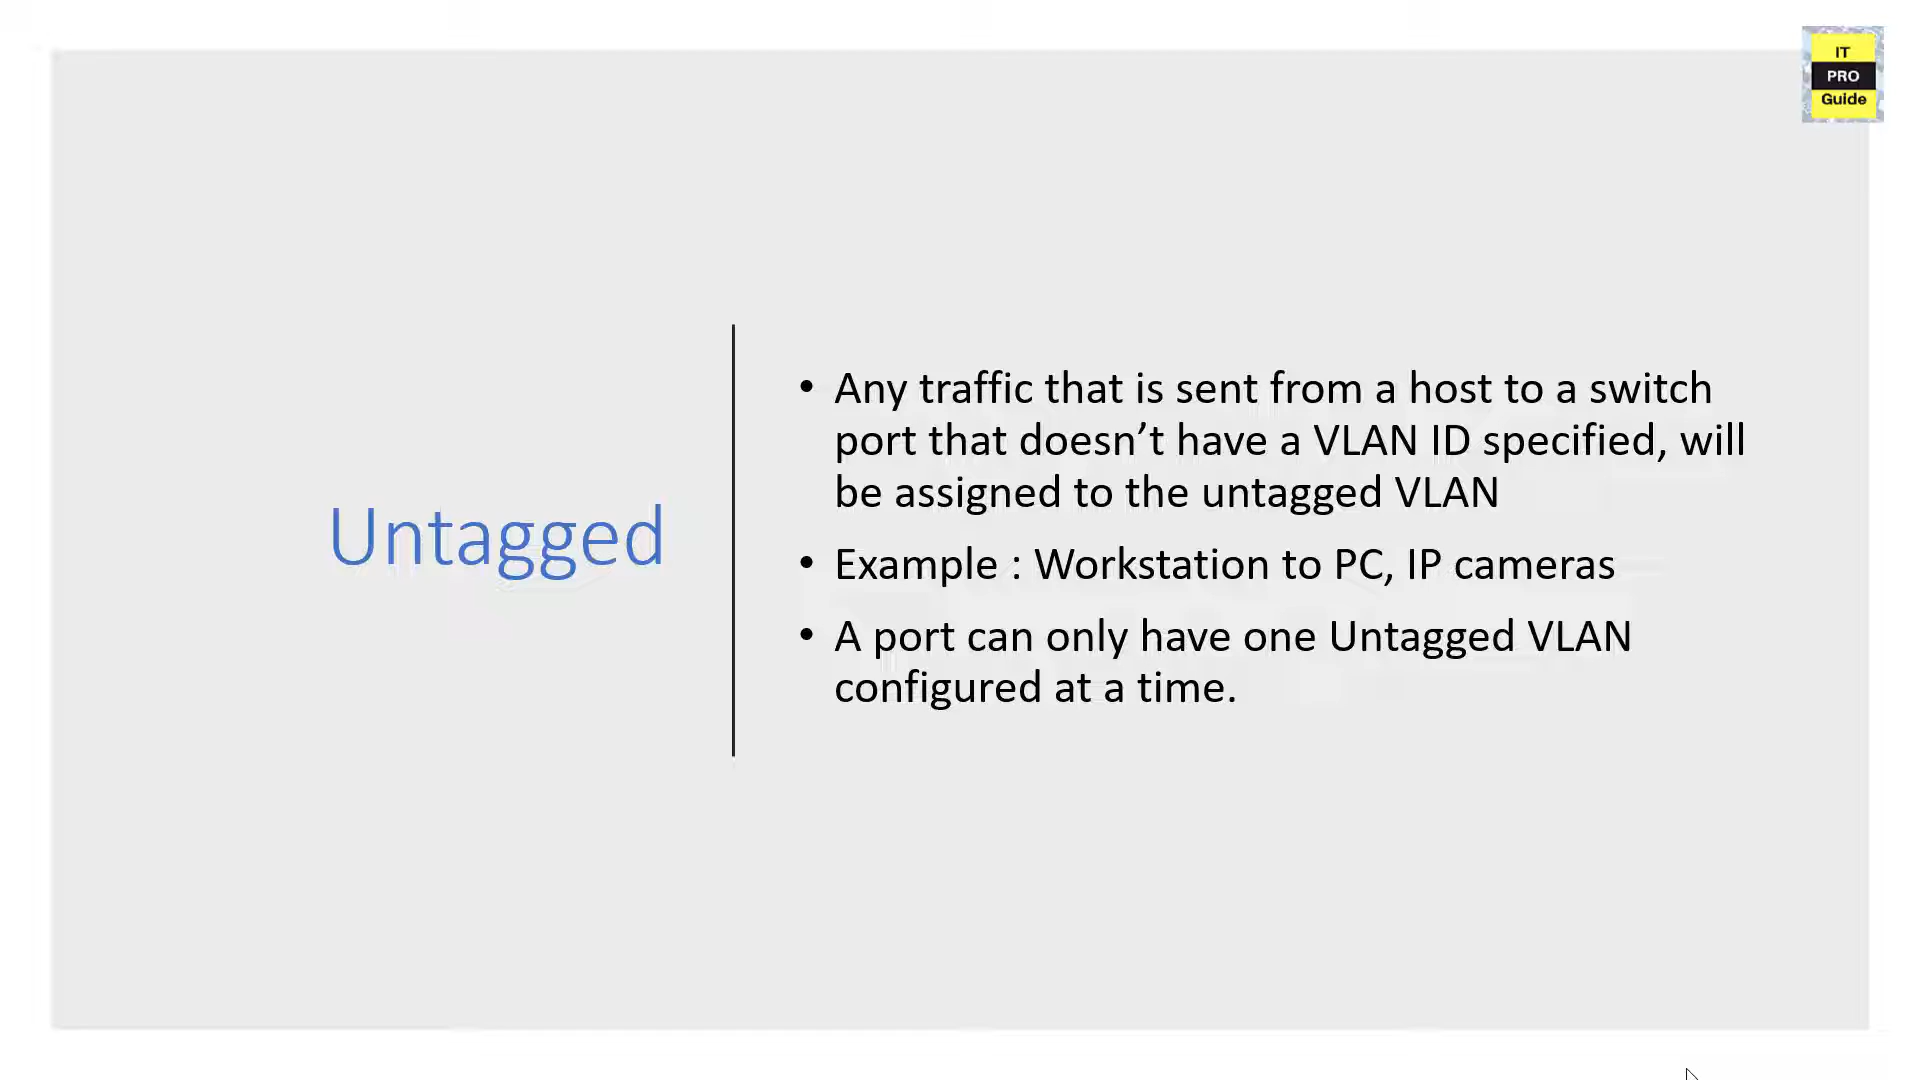 IT
PRO
Guide
Untagged
• Any traffic that is sent from a host to a switch
port that doesn’t have a VLAN ID specified, will
be assigned to the untagged VLAN
• Example : Workstation to PC, IP cameras
• A port can only have one Untagged VLAN
configured at a time.